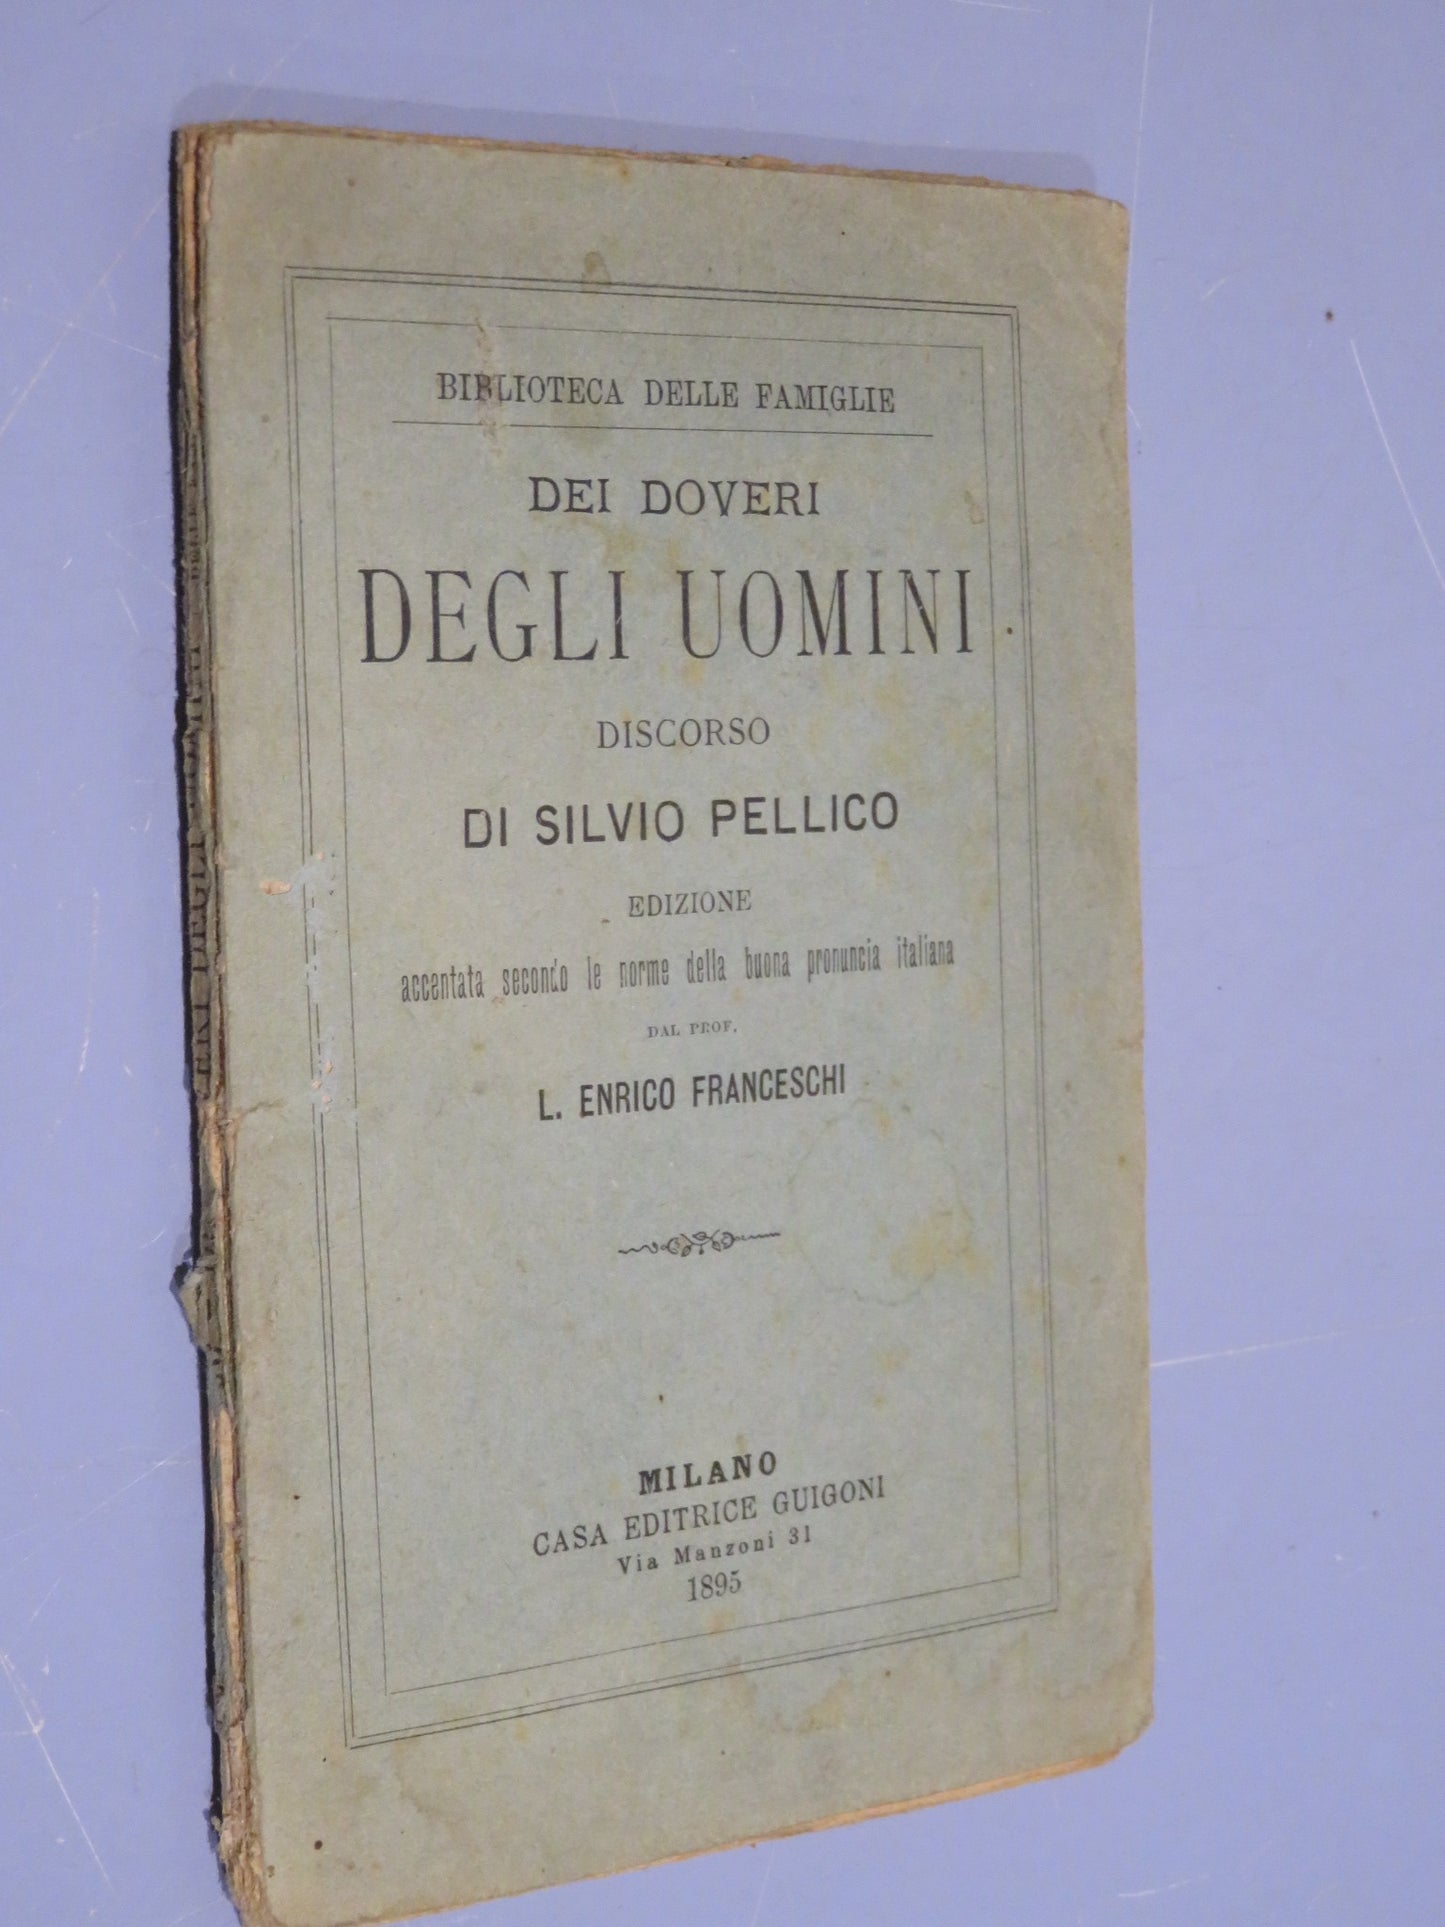 BIBLIOTECA DELLE FAMIGLIE
DEI DOVERI
DEGLI UOMINI
DISCORSO
DI SILVIO PELLICO
EDIZIONE
accentata secondo le norme della buona pronuncia italiana
DAL PROF.
L. ENRICO FRANCESCHI
MILANO
CASA EDITRICE GUIGONI
Via Manzoni 31
1895